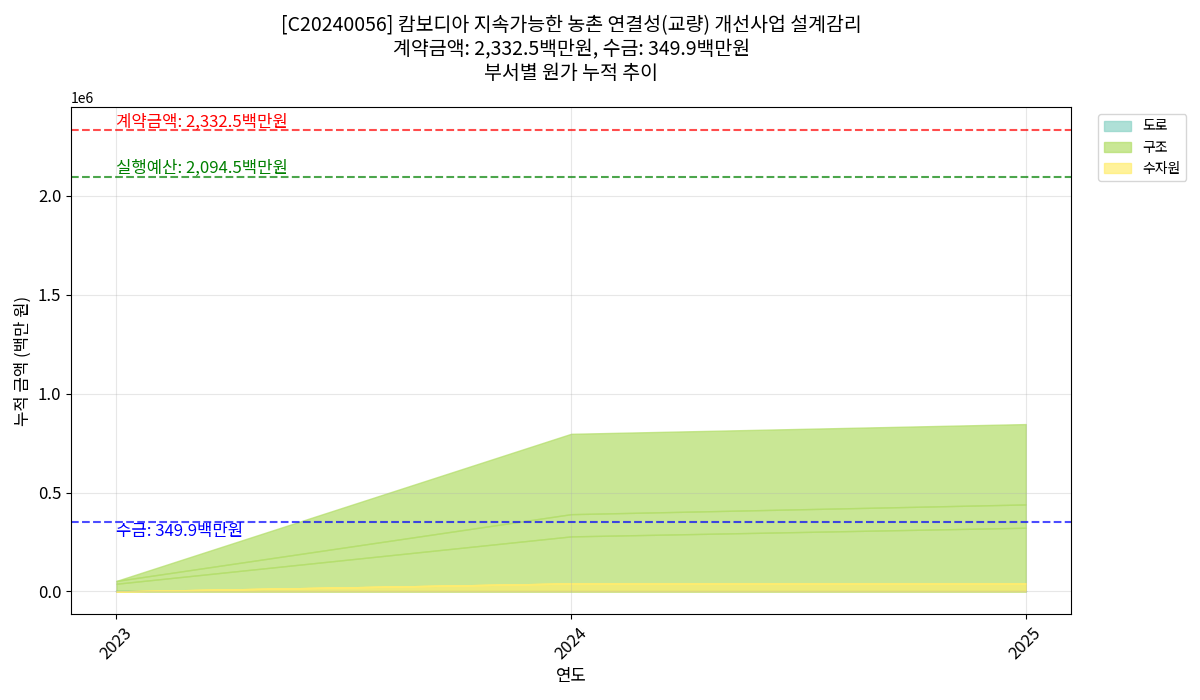 [C20240056] 캄보디아 지속가능한 농촌 연결성(교량) 개선사업 설계감리
계약금액: 2,332.5백만원, 수금: 349.9백만원
부서별 원가 누적 추이
1e6
계약금액: 2,332.5백만원
실행예산: 2,094.5백만원
수금: 349.9백만원
도로
구조
수자원
2.0
1.5
1.0
0.5
0.0
누적 금액 (백만 원)
2023
2024
2025
연도